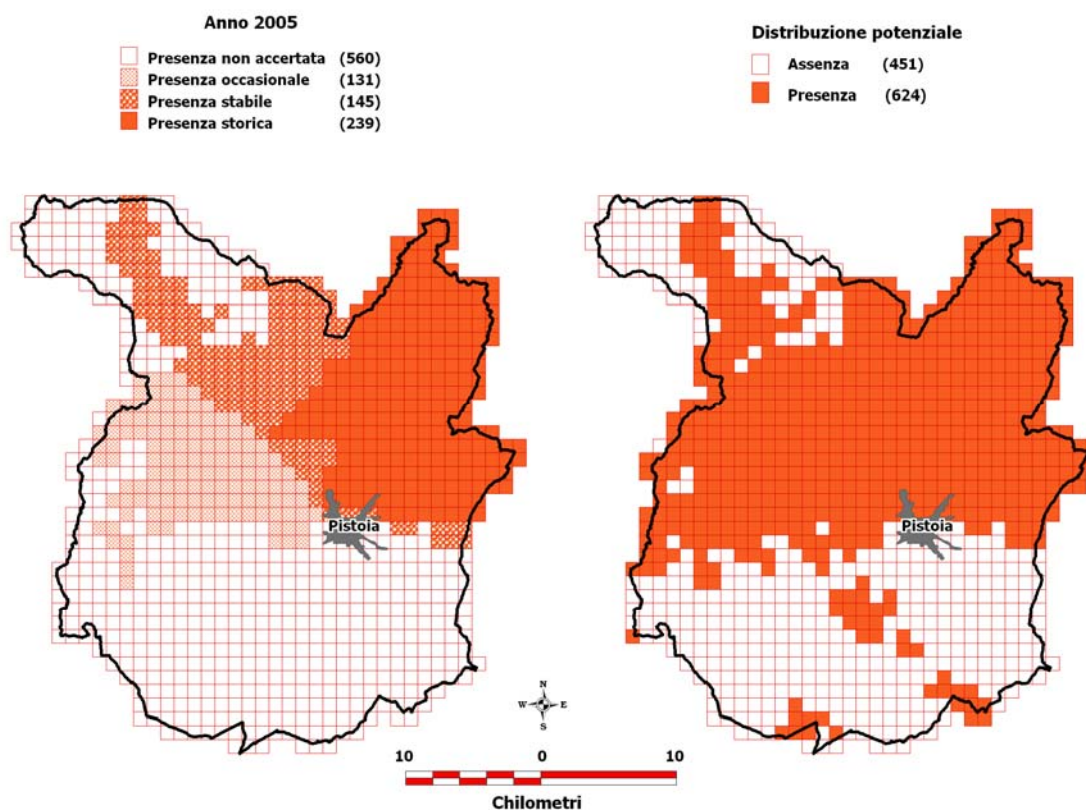 Anno 2005
Presenza non accertata (560)
Presenza occasionale (131)
Presenza stabile (145)
Presenza storica (239)
Distribuzione potenziale
Assenza (451)
Presenza (624)
Pistoia
Pistoia
N
W E
S
10 0 10
Chilometri